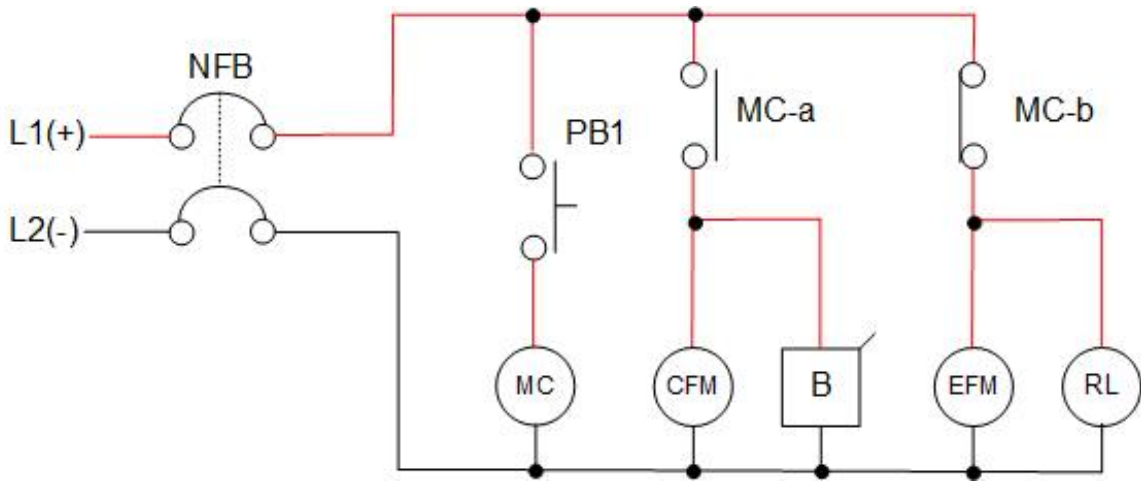 NFB
L1(+)
L2(-)
PB1
MC-a
MC-b
MC
CFM
B
EFM
RL